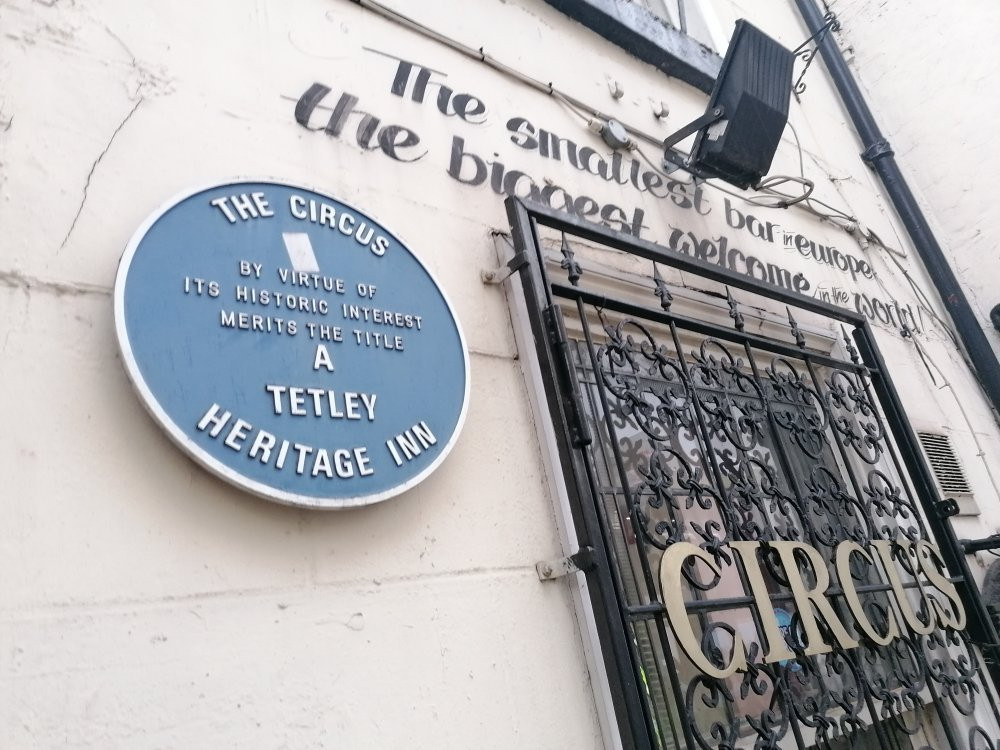 The smallest bar in europe
the biggest welcome in the world!
THE CIRCUS
BY VIRTUE OF
ITS HISTORIC INTEREST
MERITS THE TITLE
A
TETLEY
HERITAGE INN
CIRCUS